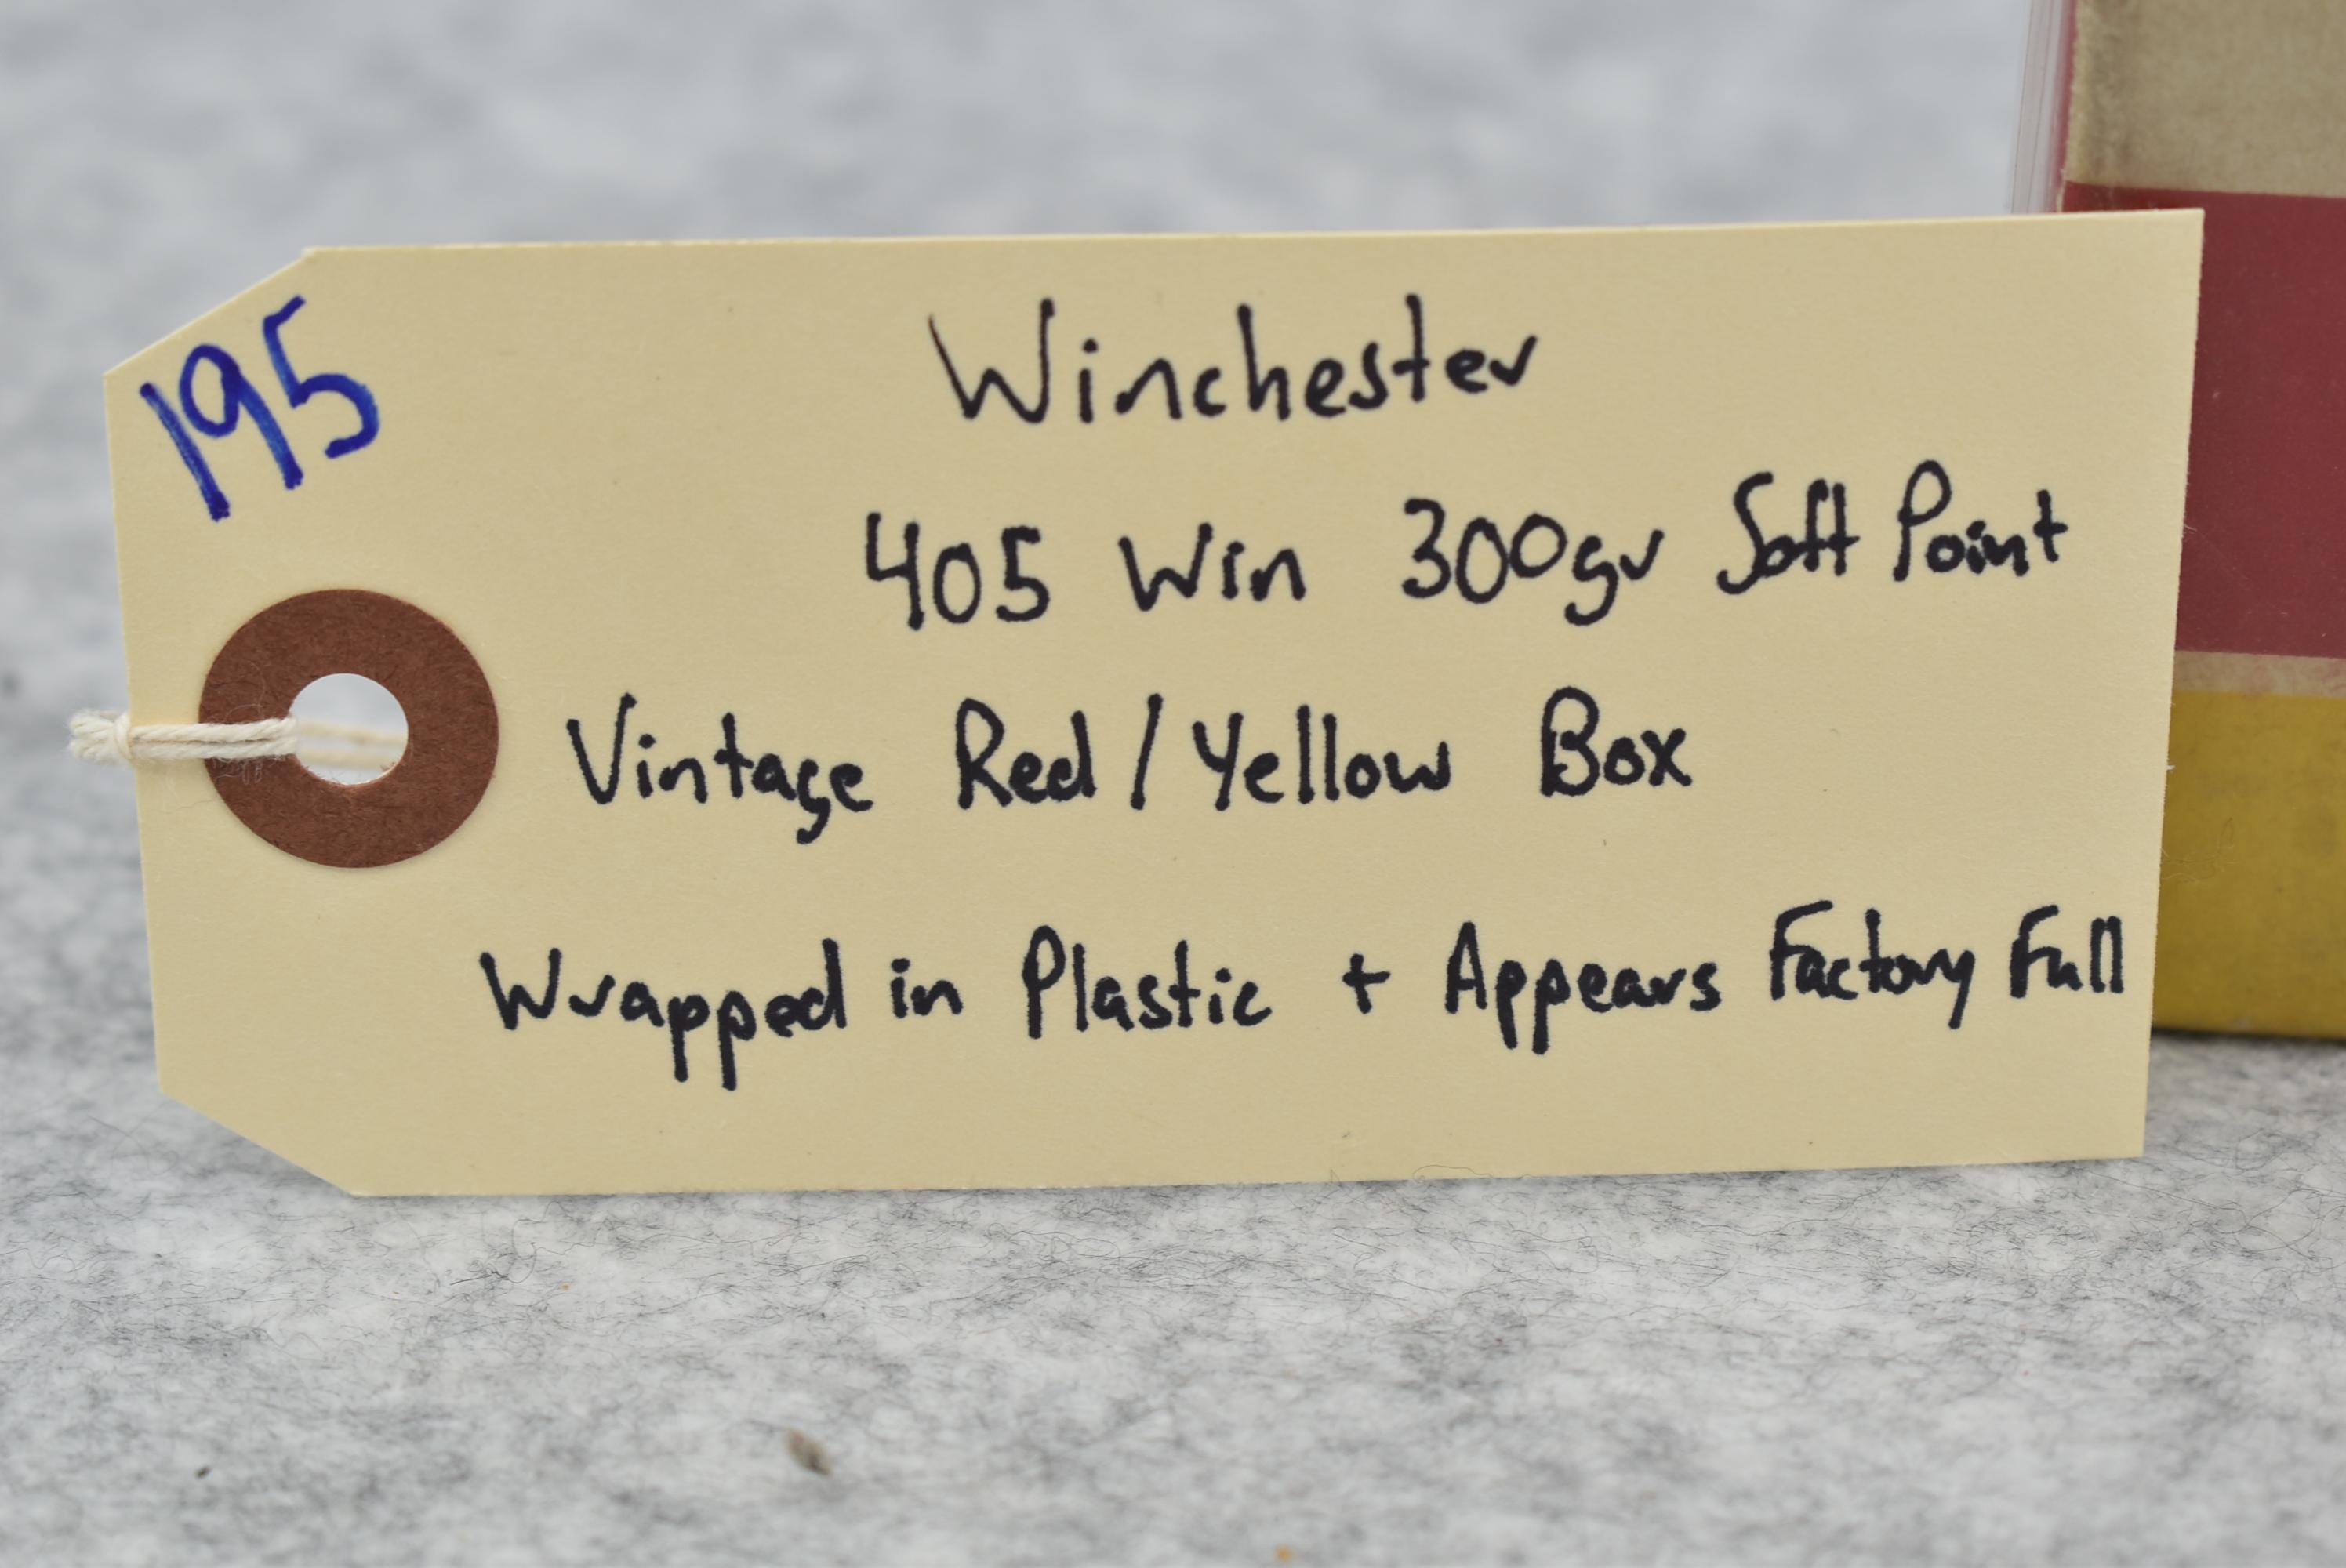 195
Winchester
405 Win 300gr Soft Point
Vintage Red/Yellow Box
Wrapped in Plastic + Appears Factory Full